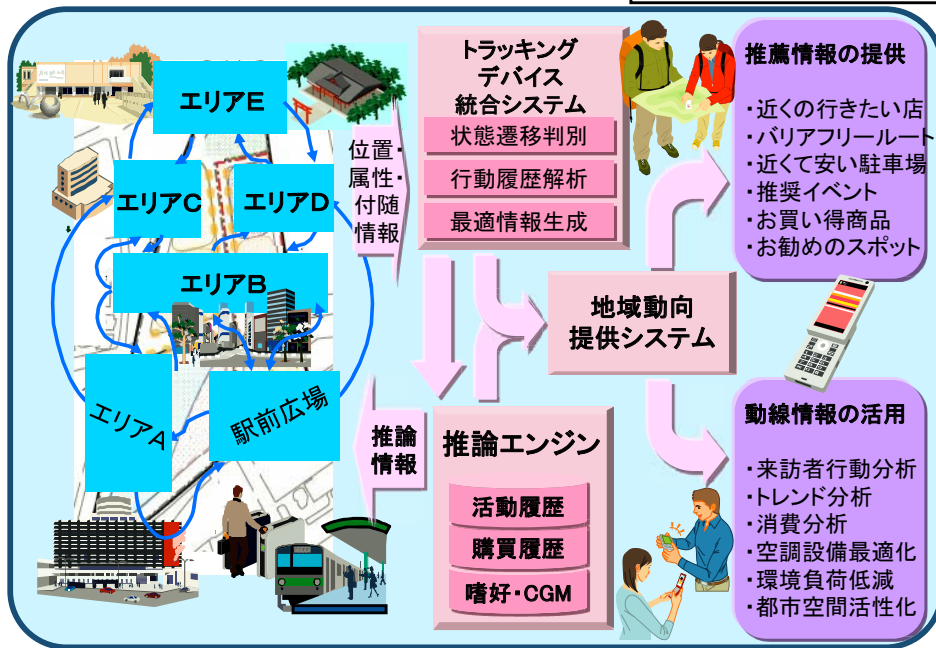 エリアE
エリアC
エリアD
エリアB
エリアA
駅前広場
位置・
属性・
付随
情報
トラッキング
デバイス
統合システム
状態遷移判別
行動履歴解析
最適情報生成
推論
情報
推論エンジン
活動履歴
購買履歴
嗜好・CGM
地域動向
提供システム
推薦情報の提供
・近くの行きたい店
・バリアフリールート
・近くて安い駐車場
・推奨イベント
・お買い得商品
・お勧めのスポット
動線情報の活用
・来訪者行動分析
・トレンド分析
・消費分析
・空調設備最適化
・環境負荷低減
・都市空間活性化